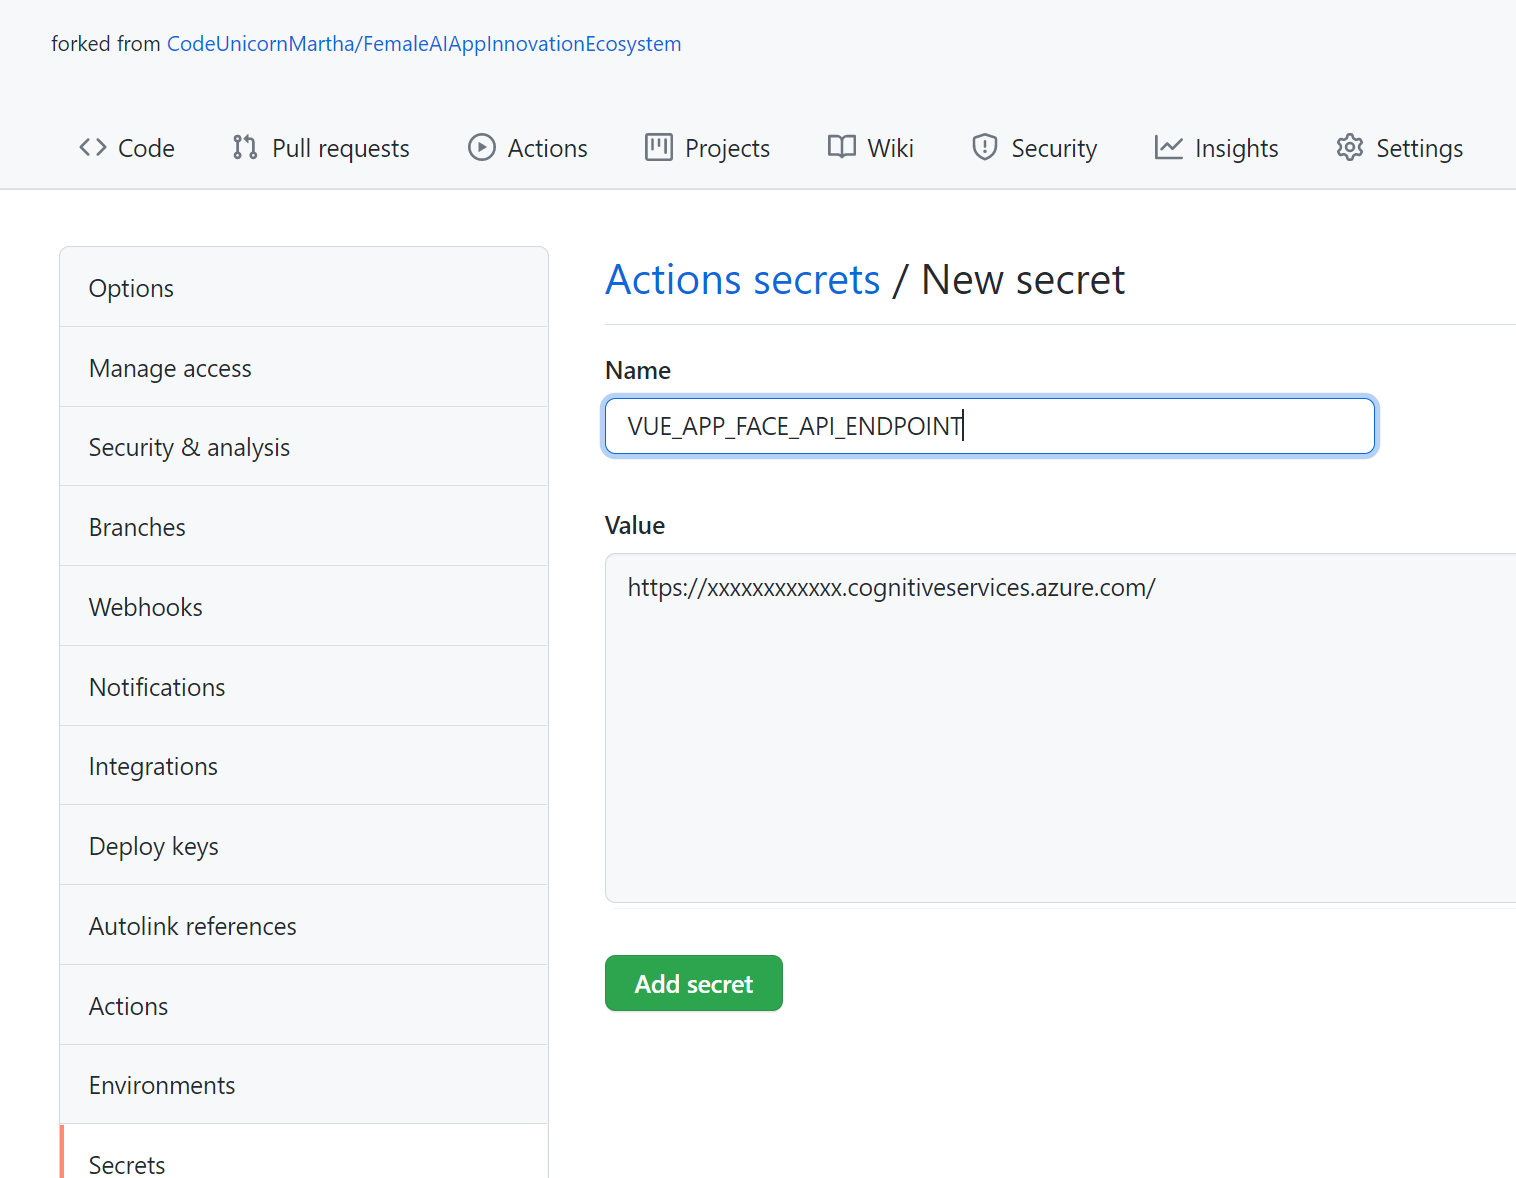 forked from CodeUnicornMartha/FemaleAIAppInnovationEcosystem
Code Pull requests Actions Projects Wiki Security Insights Settings
Options
Manage access
Security & analysis
Branches
Webhooks
Notifications
Integrations
Deploy keys
Autolink references
Actions
Environments
Secrets
Actions secrets / New secret
Name
VUE_APP_FACE_API_ENDPOINT
Value
https://xxxxxxxxxxxx.cognitiveservices.azure.com/
Add secret